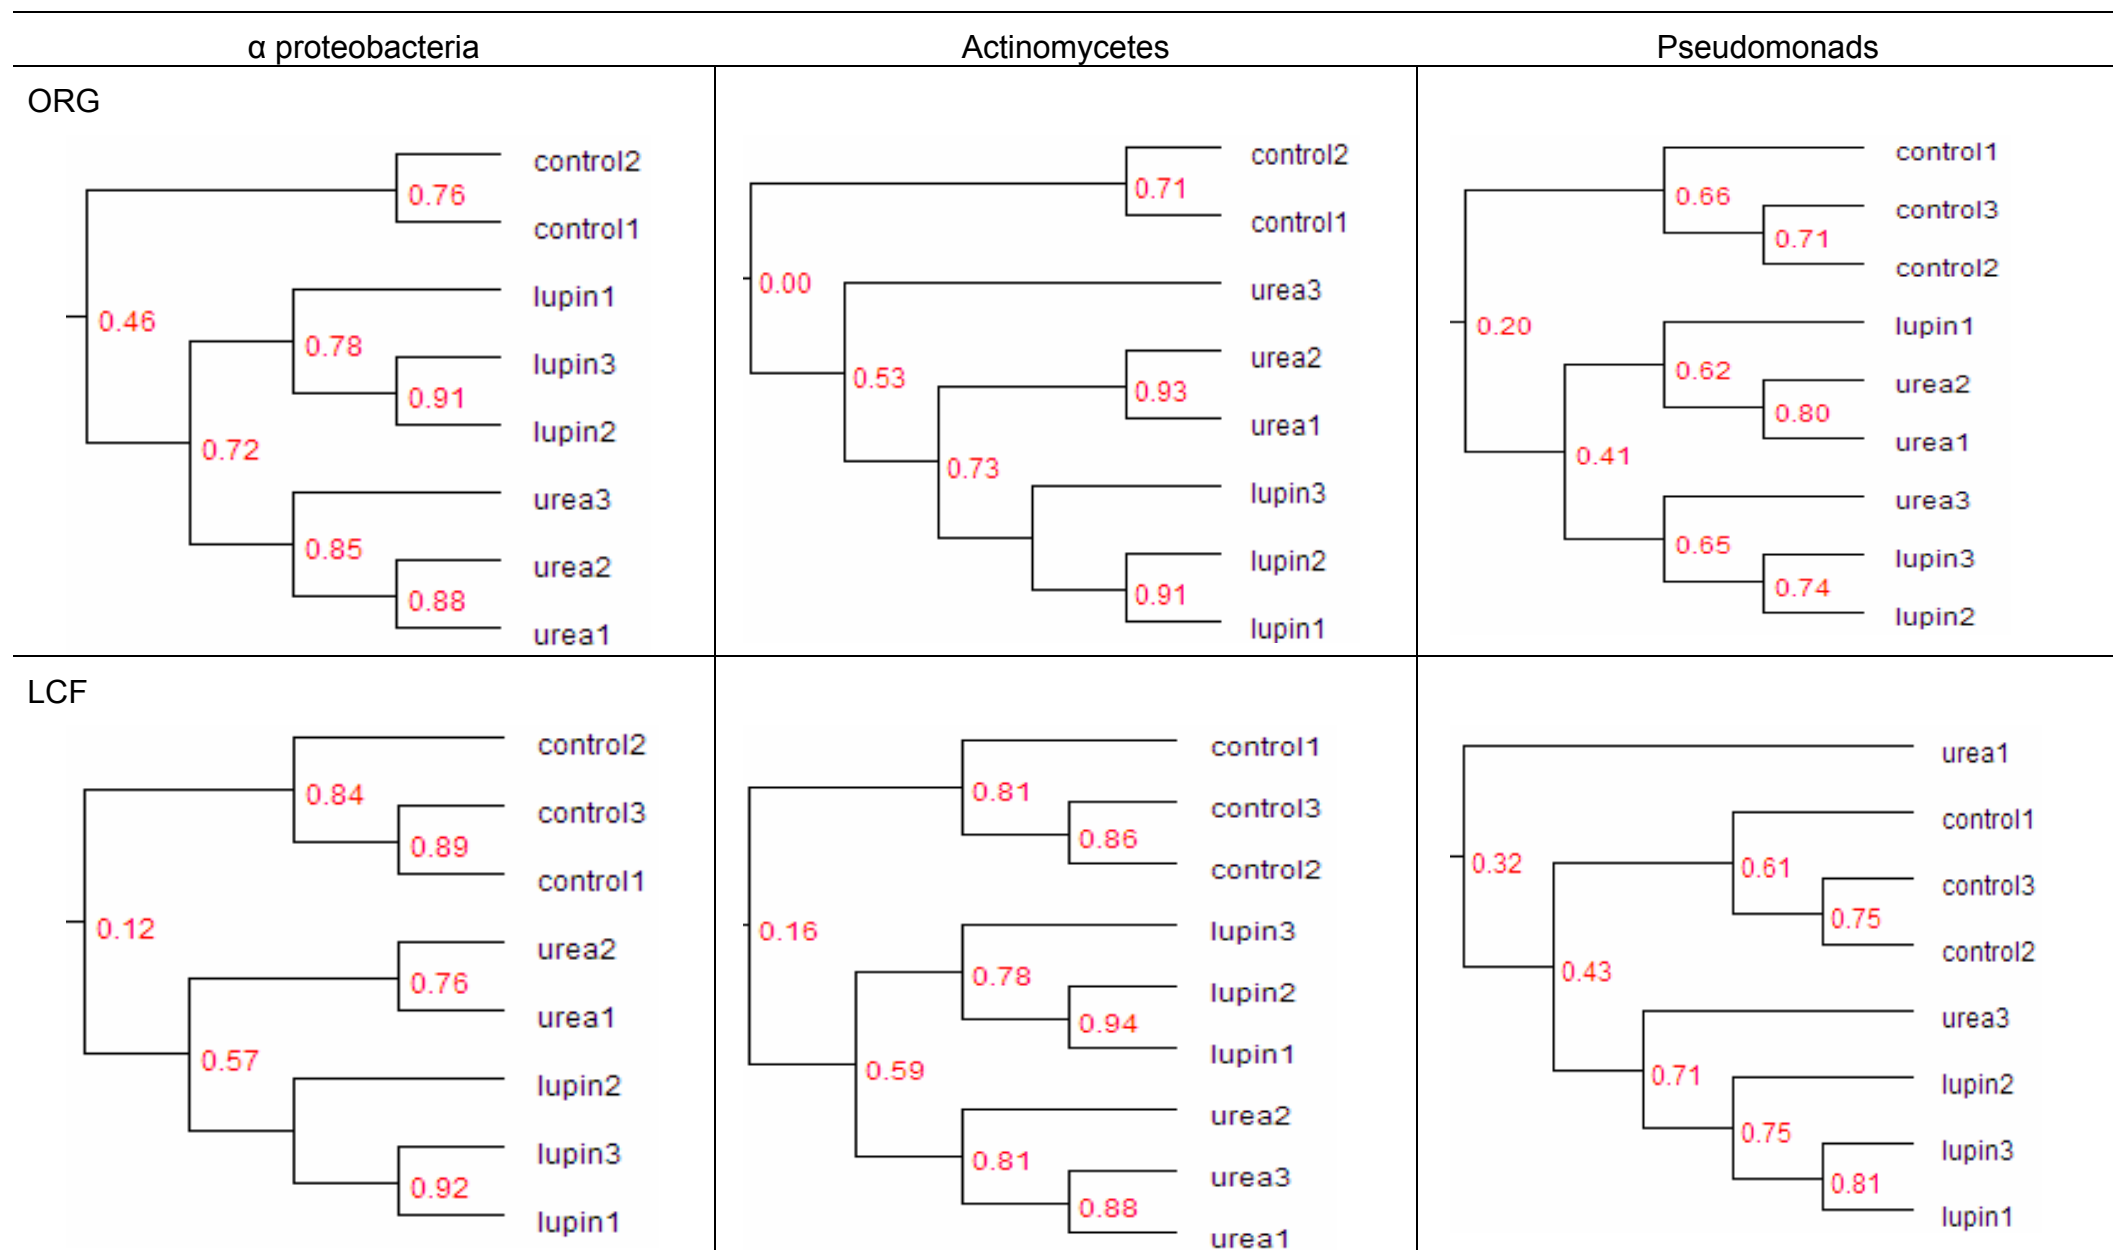 α proteobacteria
Actinomycetes
Pseudomonads
ORG
control2
0.76
control1
lupin1
0.46
0.78
lupin3
0.91
lupin2
0.72
urea3
0.85
urea2
0.88
urea1
control2
0.71
control1
0.00
urea3
urea2
0.53
0.93
urea1
0.73
lupin3
lupin2
0.91
lupin1
control1
0.66
control3
0.71
control2
0.20
lupin1
0.62
urea2
0.80
urea1
0.41
urea3
0.65
lupin3
0.74
lupin2
LCF
control2
0.84
control3
0.89
control1
0.12
urea2
0.76
urea1
0.57
lupin2
lupin3
0.92
lupin1
control1
0.81
control3
0.86
control2
0.16
lupin3
0.78
lupin2
0.94
lupin1
0.59
urea2
0.81
urea3
0.88
urea1
urea1
control1
0.32
0.61
control3
0.75
control2
0.43
urea3
0.71
lupin2
0.75
lupin3
0.81
lupin1